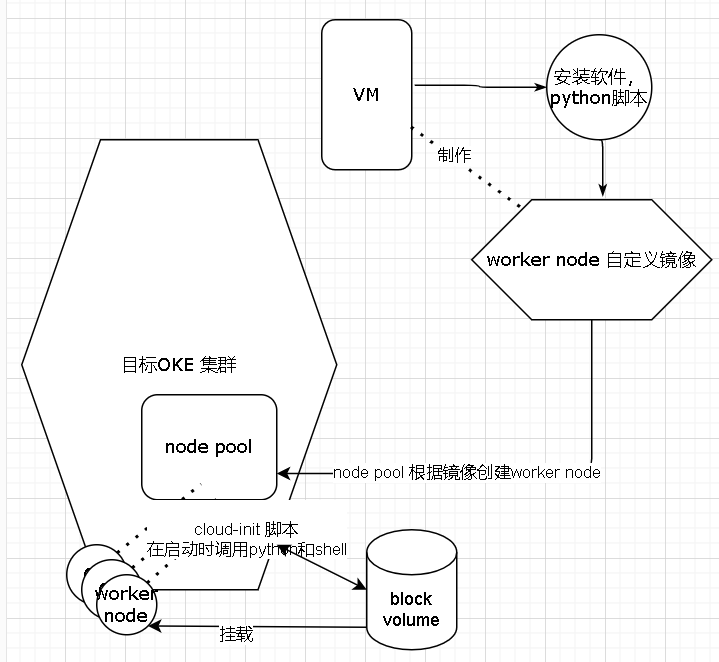 VM
安装软件，
python脚本
制作
worker node 自定义镜像
目标OKE 集群
node pool
node pool 根据镜像创建worker node
cloud-init 脚本
在启动时调用python和shell
worker
node
block
volume
挂载